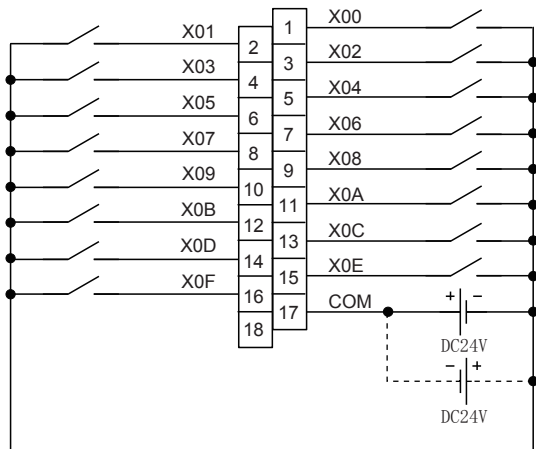 X00
X01
1
2
X02
X03
3
4
X04
X05
5
6
X06
X07
7
8
X08
X09
9
10
X0A
X0B
11
12
X0C
X0D
13
14
X0E
X0F
15
16
COM
17
+ −
18
DC24V
− +
DC24V